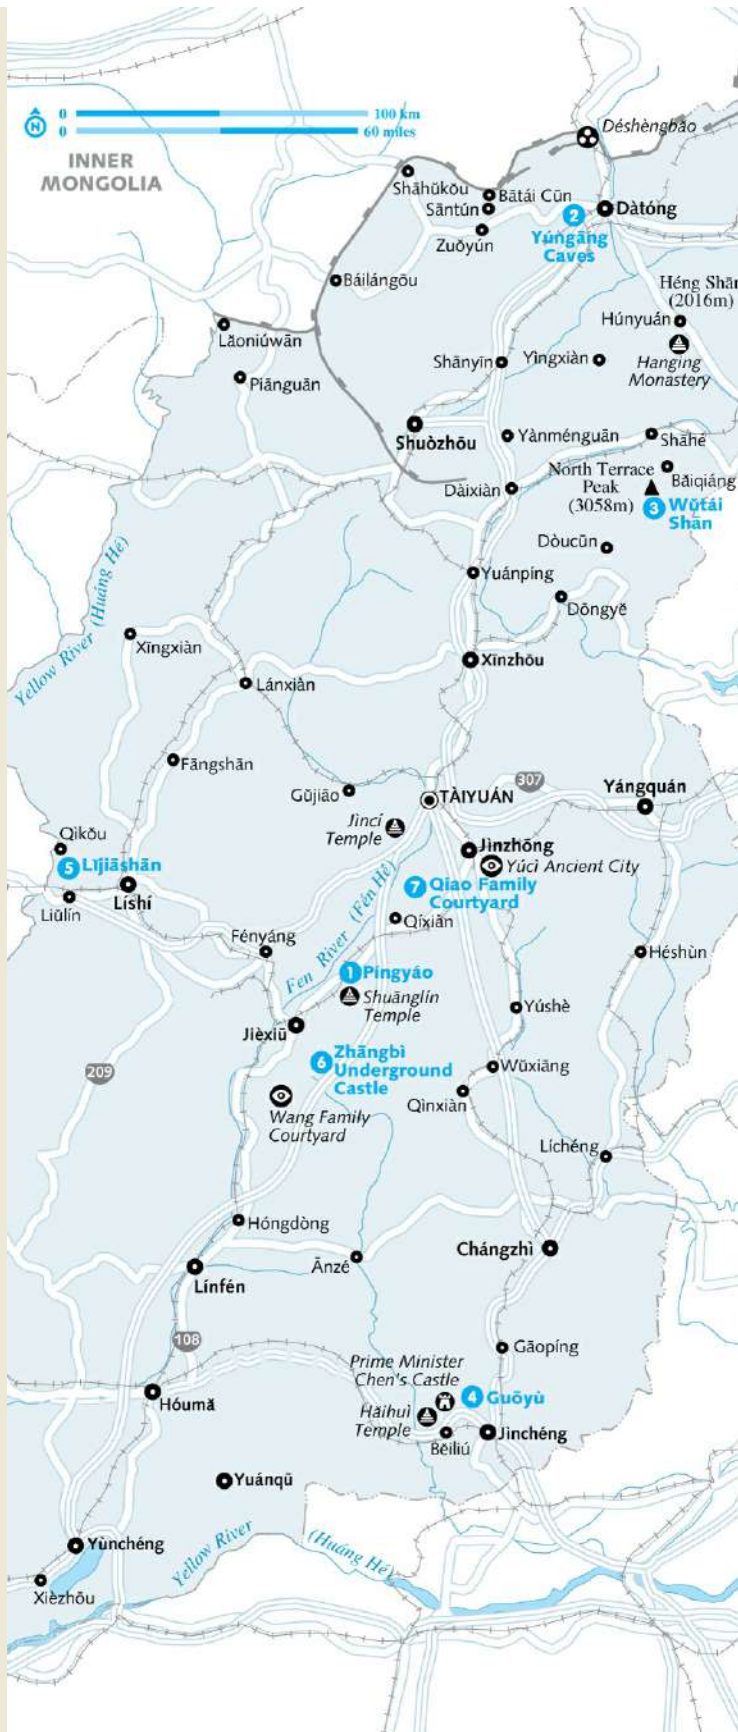 0 100 km
0 60 miles
N
INNER
MONGOLIA
Déshèngbǎo
Shāhǔkǒu
Bātái Cūn
Sāntún
Dàtóng
2
Yúngāng
Caves
Zuǒyún
Báilángōu
Héng Shān
(2016m)
Húnyuán
Lǎoniúwān
Shānyīn
Yìngxiàn
Hanging
Monastery
Piānguān
Shuòzhōu
Yànménguān
Shāhé
North Terrace
Peak
(3058m)
Bǎiqiáng
Dàixiàn
3
Wǔtái
Shān
Dòucūn
Yuánpíng
Dōngyě
Yellow River (Huáng Hé)
Xīngxiàn
Xīnzhōu
Lánxiàn
Fāngshān
Gǔjiāo
TÀIYUÁN
307
Yángquán
Jìncí
Temple
Qìkǒu
Jìnzhōng
Yúcì Ancient City
5
Lǐjiāshān
Líshí
Liǔlín
7
Qiao Family
Courtyard
Fen River (Fén Hé)
Qíxiàn
Fényáng
Héshùn
1
Píngyáo
Shuānglín
Temple
Yúshè
Jièxiū
6
Zhāngbì
Underground
Castle
Wǔxiāng
209
Qìnxiàn
Wang Family
Courtyard
Líchéng
Hóngdòng
Chángzhì
Ānzé
Línfén
108
Gāopíng
Prime Minister
Chen's Castle
4
Guōyù
Hóumǎ
Hǎihuì
Temple
Jìnchéng
Běiliú
Yuánqū
Yùnchéng
Yellow River
(Huáng Hé)
Xièzhōu